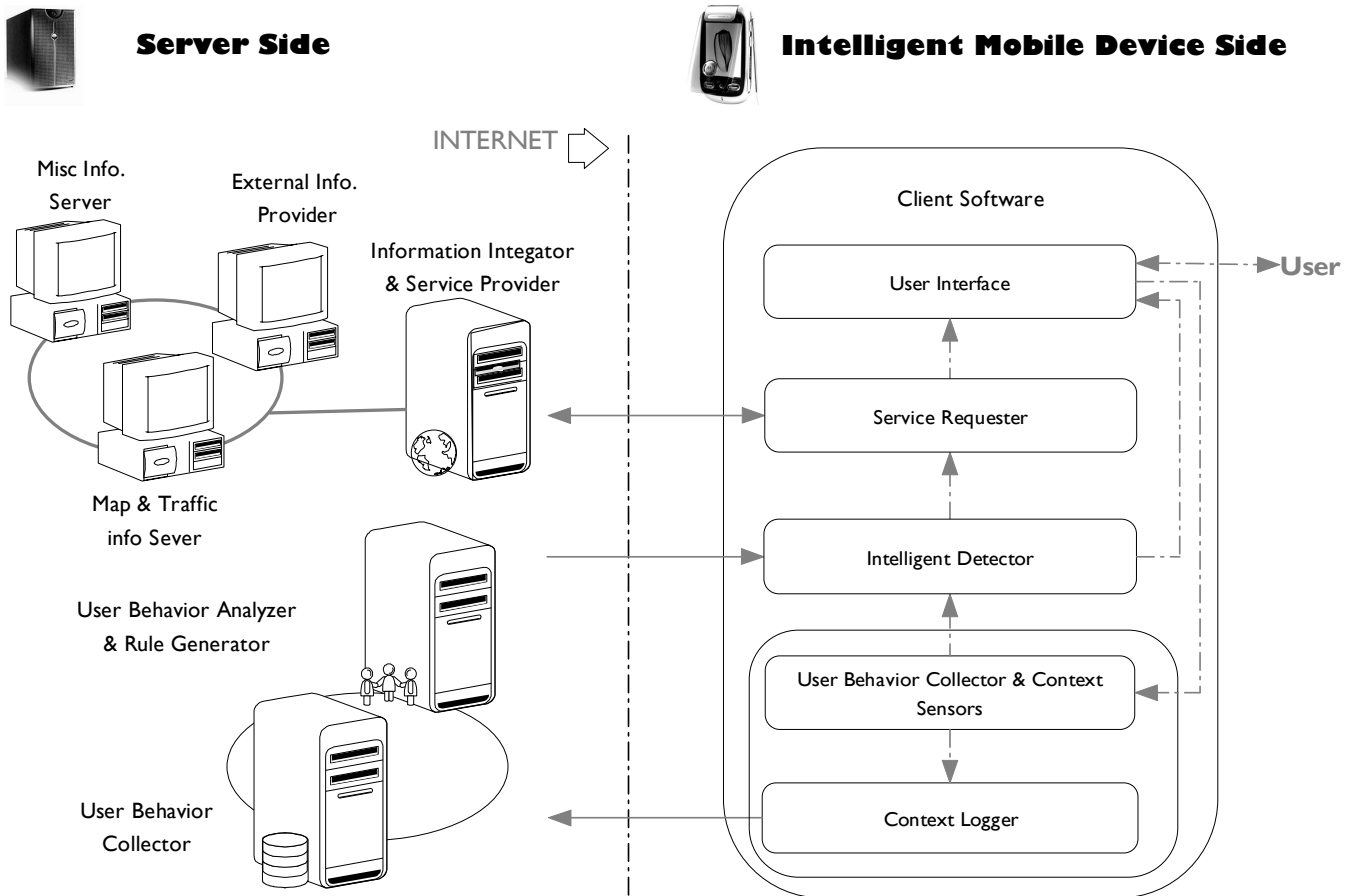 Server Side
Intelligent Mobile Device Side
INTERNET
Misc Info.
Server
External Info.
Provider
Information Integator
& Service Provider
Map & Traffic
info Sever
User Behavior Analyzer
& Rule Generator
User Behavior
Collector
Client Software
User Interface
User
Service Requester
Intelligent Detector
User Behavior Collector & Context
Sensors
Context Logger